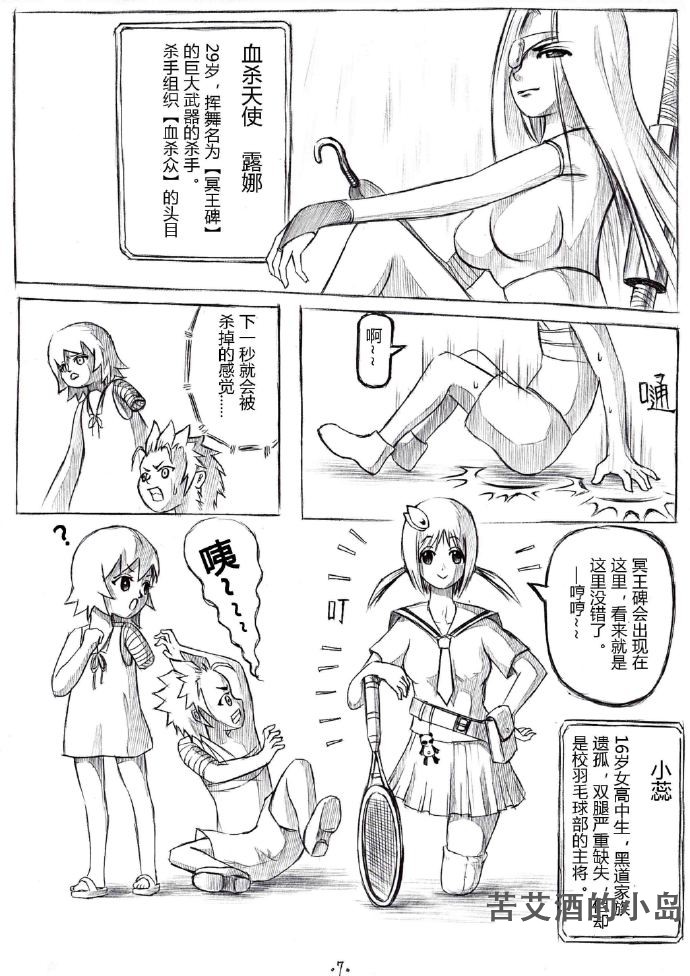 血杀天使 露娜
29岁，挥舞名为【冥王碑】
的巨大武器的杀手。
杀手组织【血杀众】的头目
啊~~
嗵
下一秒就会被
杀掉的感觉……
?
咦~~~
叮
冥王碑会出现在
这里，看来就是
这里没错了。
—哼哼~~
小蕊
16岁女高中生，黑道家族
遗孤，双腿严重缺失，但却
是校羽毛球部的主将。
苦艾酒的小岛
·7·